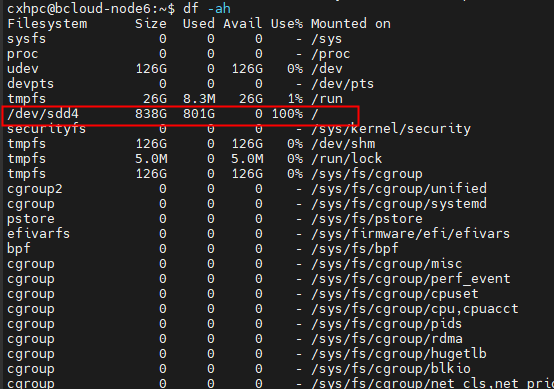 cxhpc@bcloud-node6:~$ df -ah
Filesystem Size Used Avail Use% Mounted on
sysfs 0 0 0 - /sys
proc 0 0 0 - /proc
udev 126G 0 126G 0% /dev
devpts 0 0 0 - /dev/pts
tmpfs 26G 8.3M 26G 1% /run
/dev/sdd4 838G 801G 0 100% /
securityfs 0 0 0 - /sys/kernel/security
tmpfs 126G 0 126G 0% /dev/shm
tmpfs 5.0M 0 5.0M 0% /run/lock
tmpfs 126G 0 126G 0% /sys/fs/cgroup
cgroup2 0 0 0 - /sys/fs/cgroup/unified
cgroup 0 0 0 - /sys/fs/cgroup/systemd
pstore 0 0 0 - /sys/fs/pstore
efivarfs 0 0 0 - /sys/firmware/efi/efivars
bpf 0 0 0 - /sys/fs/bpf
cgroup 0 0 0 - /sys/fs/cgroup/misc
cgroup 0 0 0 - /sys/fs/cgroup/perf_event
cgroup 0 0 0 - /sys/fs/cgroup/cpuset
cgroup 0 0 0 - /sys/fs/cgroup/cpu,cpuacct
cgroup 0 0 0 - /sys/fs/cgroup/pids
cgroup 0 0 0 - /sys/fs/cgroup/rdma
cgroup 0 0 0 - /sys/fs/cgroup/hugetlb
cgroup 0 0 0 - /sys/fs/cgroup/blkio
cgroup 0 0 0 - /sys/fs/cgroup/net_cls,net_prio